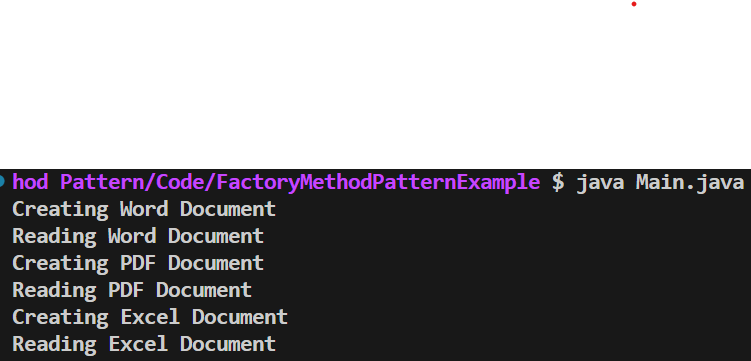 hod Pattern/Code/FactoryMethodPatternExample $ java Main.java
Creating Word Document
Reading Word Document
Creating PDF Document
Reading PDF Document
Creating Excel Document
Reading Excel Document